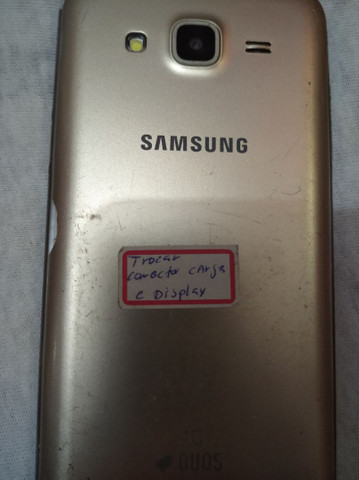 SAMSUNG
Trocar
conector carga
e Display
DUOS